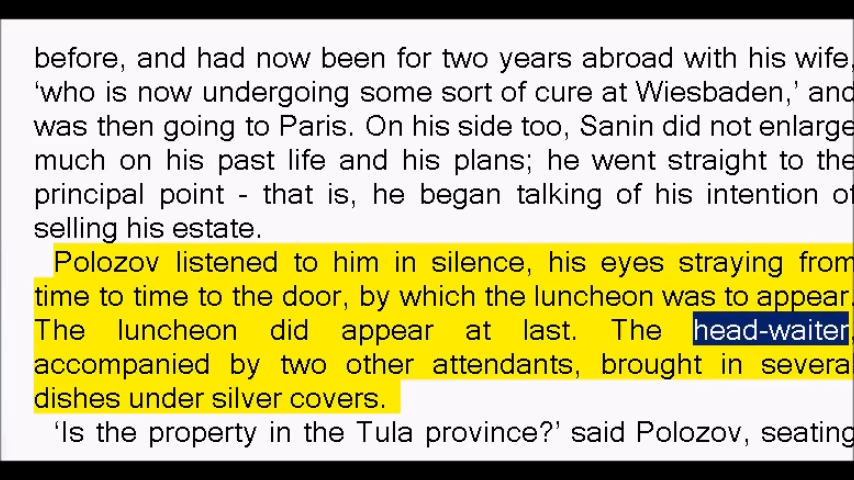 before, and had now been for two years abroad with his wife,
‘who is now undergoing some sort of cure at Wiesbaden,’ and
was then going to Paris. On his side too, Sanin did not enlarge
much on his past life and his plans; he went straight to the
principal point - that is, he began talking of his intention of
selling his estate.
Polozov listened to him in silence, his eyes straying from
time to time to the door, by which the luncheon was to appear.
The luncheon did appear at last. The head-waiter,
accompanied by two other attendants, brought in several
dishes under silver covers.
‘Is the property in the Tula province?’ said Polozov, seating